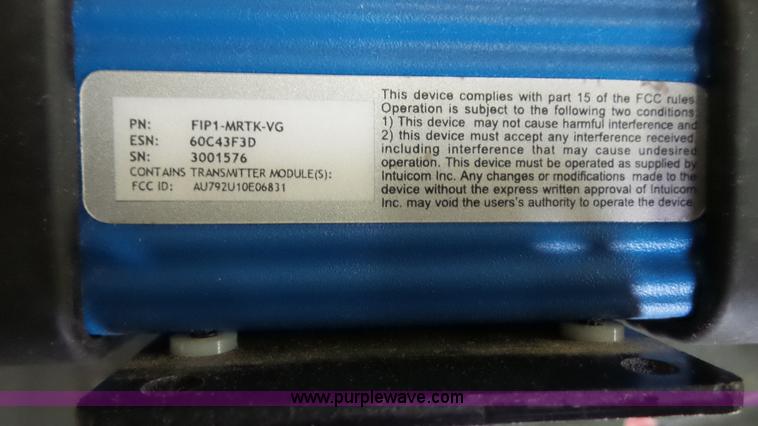 PN: FIP1-MRTK-VG
ESN: 60C43F3D
SN: 3001576
CONTAINS TRANSMITTER MODULE(S):
FCC ID: AU792U10E06831
This device complies with part 15 of the FCC rules
Operation is subject to the following two conditions
1) This device may not cause harmful interference and
2) this device must accept any interference received,
including interference that may cause undesired
operation. This device must be operated as supplied by
Intuicom Inc. Any changes or modifications made to the
device without the express written approval of Intuicom
Inc. may void the users's authority to operate the device.
www.purplewave.com